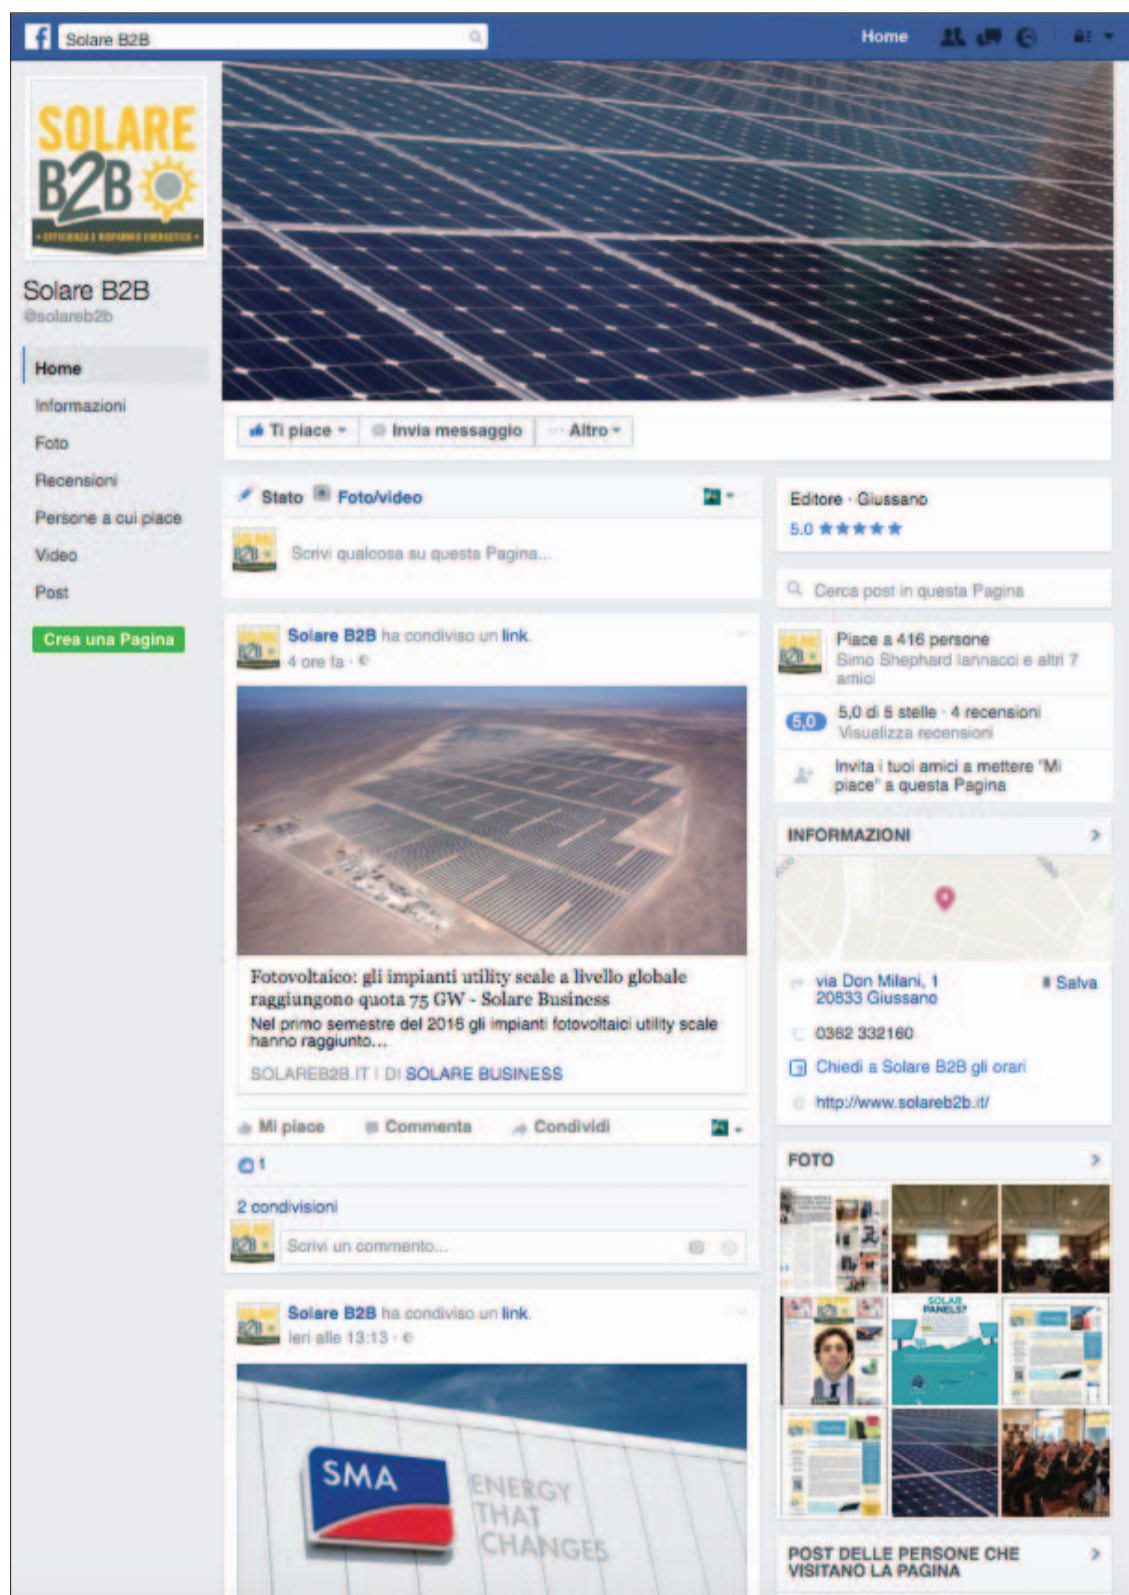 Solare B2B
Home
SOLARE
B2B
• EFFICIENZA E RISPARMIO ENERGETICO •
Solare B2B
@solareb2b
Home
Informazioni
Foto
Recensioni
Persone a cui piace
Video
Post
Crea una Pagina
Ti piace
Invia messaggio
Altro
Stato
Foto/video
Scrivi qualcosa su questa Pagina...
Solare B2B ha condiviso un link.
4 ore fa ·
Fotovoltaico: gli impianti utility scale a livello globale
raggiungono quota 75 GW - Solare Business
Nel primo semestre del 2016 gli impianti fotovoltaici utility scale
hanno raggiunto...
SOLAREB2B.IT | DI SOLARE BUSINESS
Mi piace
Commenta
Condividi
1
2 condivisioni
Scrivi un commento...
Solare B2B ha condiviso un link.
Ieri alle 13:13 ·
SMA
ENERGY
THAT
CHANGES
Editore · Giussano
5.0 ★★★★★
Cerca post in questa Pagina
Piace a 416 persone
Simo Shephard Iannacci e altri 7
amici
5,0
5,0 di 5 stelle · 4 recensioni
Visualizza recensioni
Invita i tuoi amici a mettere "Mi
piace" a questa Pagina
INFORMAZIONI
via Don Milani, 1
20833 Giussano
Salva
0362 332160
Chiedi a Solare B2B gli orari
http://www.solareb2b.it/
FOTO
SOLAR
PANELS?
POST DELLE PERSONE CHE
VISITANO LA PAGINA